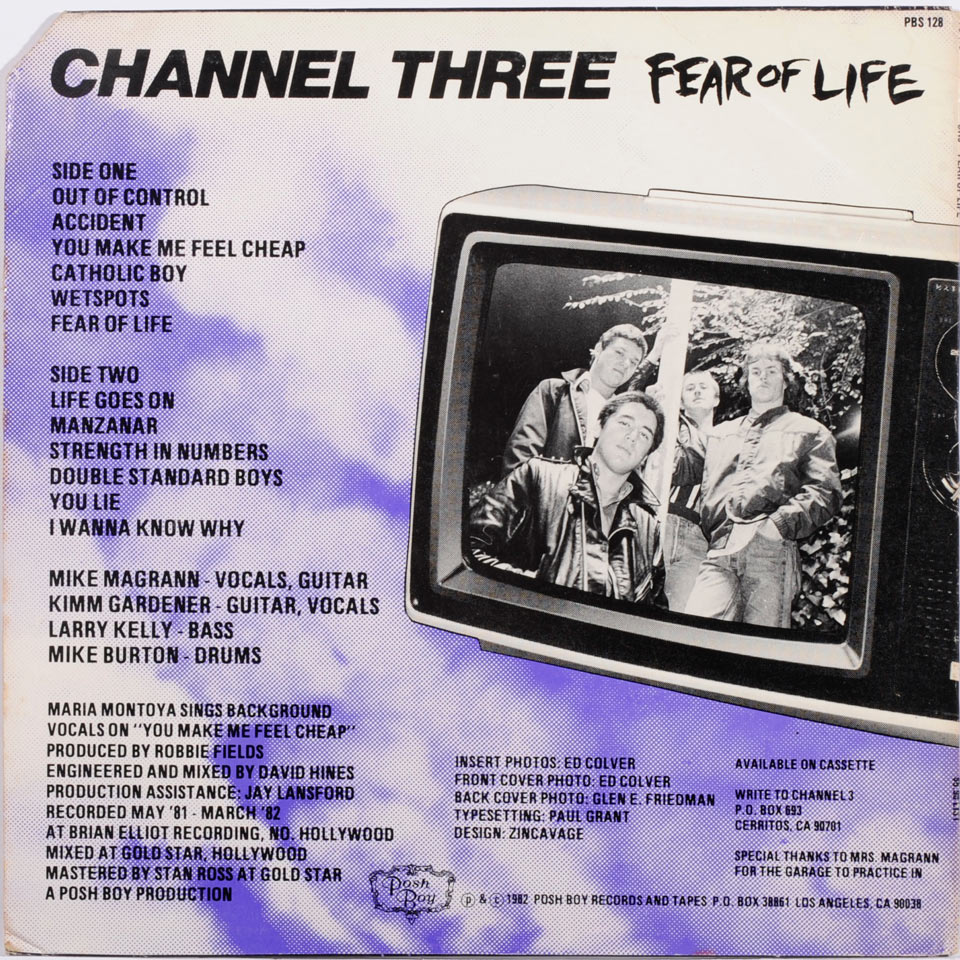 PBS 128
CHANNEL THREE FEAR OF LIFE
SIDE ONE
OUT OF CONTROL
ACCIDENT
YOU MAKE ME FEEL CHEAP
CATHOLIC BOY
WETSPOTS
FEAR OF LIFE
SIDE TWO
LIFE GOES ON
MANZANAR
STRENGTH IN NUMBERS
DOUBLE STANDARD BOYS
YOU LIE
I WANNA KNOW WHY
MIKE MAGRANN - VOCALS, GUITAR
KIMM GARDENER - GUITAR, VOCALS
LARRY KELLY - BASS
MIKE BURTON - DRUMS
MARIA MONTOYA SINGS BACKGROUND
VOCALS ON "YOU MAKE ME FEEL CHEAP"
PRODUCED BY ROBBIE FIELDS
ENGINEERED AND MIXED BY DAVID HINES
PRODUCTION ASSISTANCE: JAY LANSFORD
RECORDED MAY '81 - MARCH '82
AT BRIAN ELLIOT RECORDING, NO. HOLLYWOOD
MIXED AT GOLD STAR, HOLLYWOOD
MASTERED BY STAN ROSS AT GOLD STAR
A POSH BOY PRODUCTION
INSERT PHOTOS: ED COLVER
FRONT COVER PHOTO: ED COLVER
BACK COVER PHOTO: GLEN E. FRIEDMAN
TYPESETTING: PAUL GRANT
DESIGN: ZINCAVAGE
AVAILABLE ON CASSETTE
WRITE TO CHANNEL 3
P.O. BOX 693
CERRITOS, CA 90701
SPECIAL THANKS TO MRS. MAGRANN
FOR THE GARAGE TO PRACTICE IN
Posh
Boy
Ⓟ & © 1982 POSH BOY RECORDS AND TAPES P.O. BOX 38861 LOS ANGELES, CA 90038